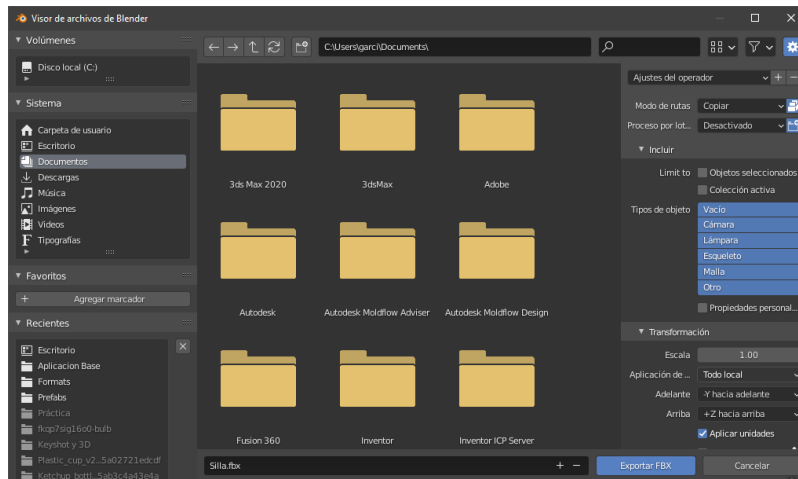 Visor de archivos de Blender
Volúmenes
Disco local (C:)
Sistema
Carpeta de usuario
Escritorio
Documentos
Descargas
Música
Imágenes
Videos
Tipografías
Favoritos
Agregar marcador
Recientes
Escritorio
Aplicacion Base
Formats
Prefabs
Práctica
fkqp7sig16o0-bulb
Keyshot y 3D
Plastic_cup_v2...5a02721edcdf
Ketchup bottl...5ab3c4a43e4a
C:\Users\garci\Documents\
3ds Max 2020
3dsMax
Adobe
Autodesk
Autodesk Moldflow Adviser
Autodesk Moldflow Design
Fusion 360
Inventor
Inventor ICP Server
Silla.fbx
Ajustes del operador
Modo de rutas Copiar
Proceso por lot... Desactivado
Incluir
Limit to Objetos seleccionados
Colección activa
Tipos de objeto Vacío
Cámara
Lámpara
Esqueleto
Malla
Otro
Propiedades personal...
Transformación
Escala 1.00
Aplicación de ... Todo local
Adelante -Y hacia adelante
Arriba +Z hacia arriba
Aplicar unidades
Exportar FBX
Cancelar